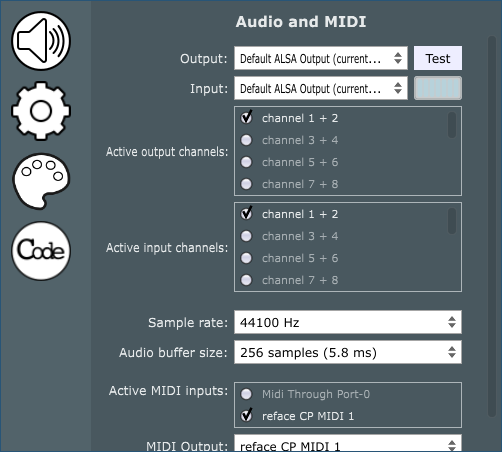 Audio and MIDI
Output: Default ALSA Output (current... Test
Input: Default ALSA Output (current...
channel 1 + 2
channel 3 + 4
Active output channels:
channel 5 + 6
channel 7 + 8
Code
channel 1 + 2
channel 3 + 4
Active input channels:
channel 5 + 6
channel 7 + 8
Sample rate: 44100 Hz
Audio buffer size: 256 samples (5.8 ms)
Active MIDI inputs: Midi Through Port-0
reface CP MIDI 1
MIDI Output: reface CP MIDI 1